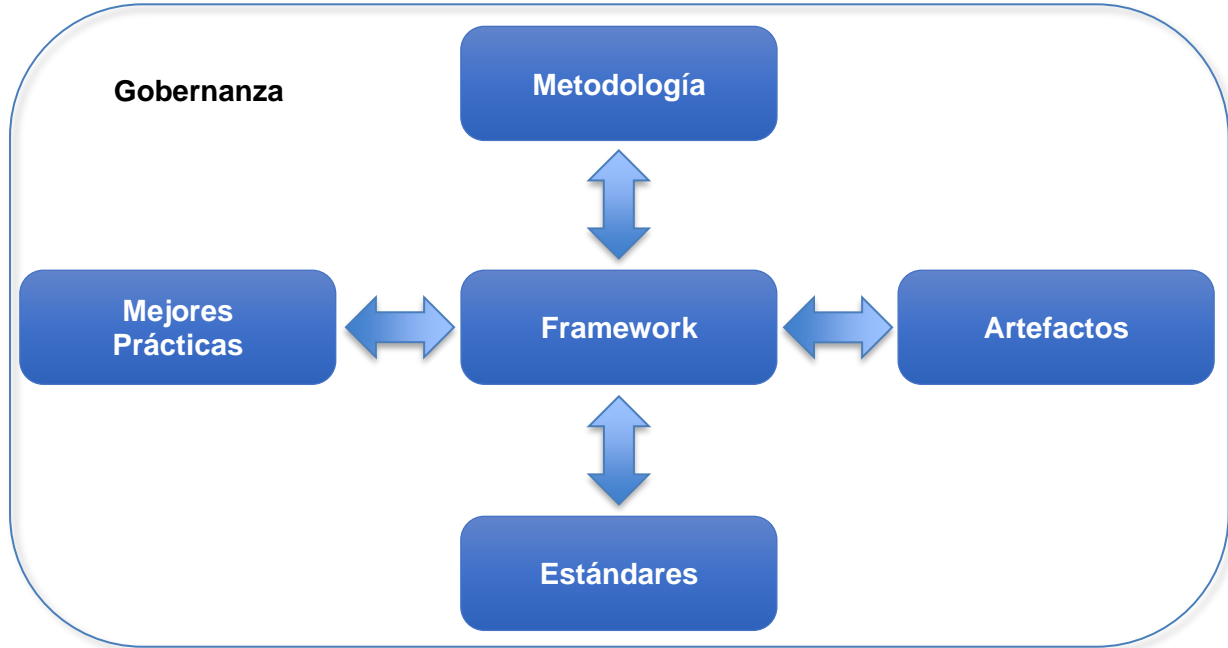 Gobernanza
Metodología
Mejores
Prácticas
Framework
Artefactos
Estándares